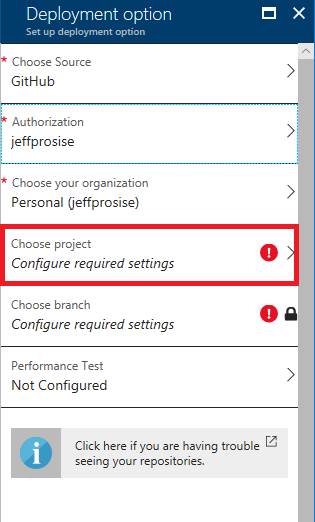 Deployment option
Set up deployment option
* Choose Source
GitHub
* Authorization
jeffprosise
* Choose your organization
Personal (jeffprosise)
Choose project
Configure required settings
Choose branch
Configure required settings
Performance Test
Not Configured
Click here if you are having trouble
seeing your repositories.